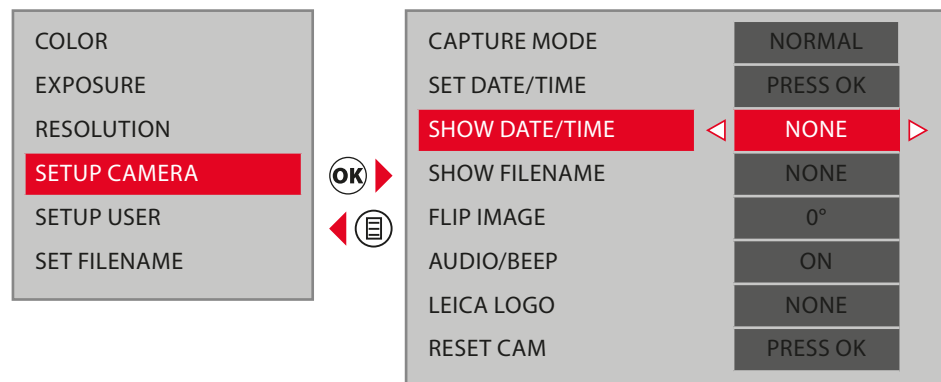 COLOR
EXPOSURE
RESOLUTION
SETUP CAMERA
SETUP USER
SET FILENAME
OK
CAPTURE MODE NORMAL
SET DATE/TIME PRESS OK
SHOW DATE/TIME NONE
SHOW FILENAME NONE
FLIP IMAGE 0°
AUDIO/BEEP ON
LEICA LOGO NONE
RESET CAM PRESS OK